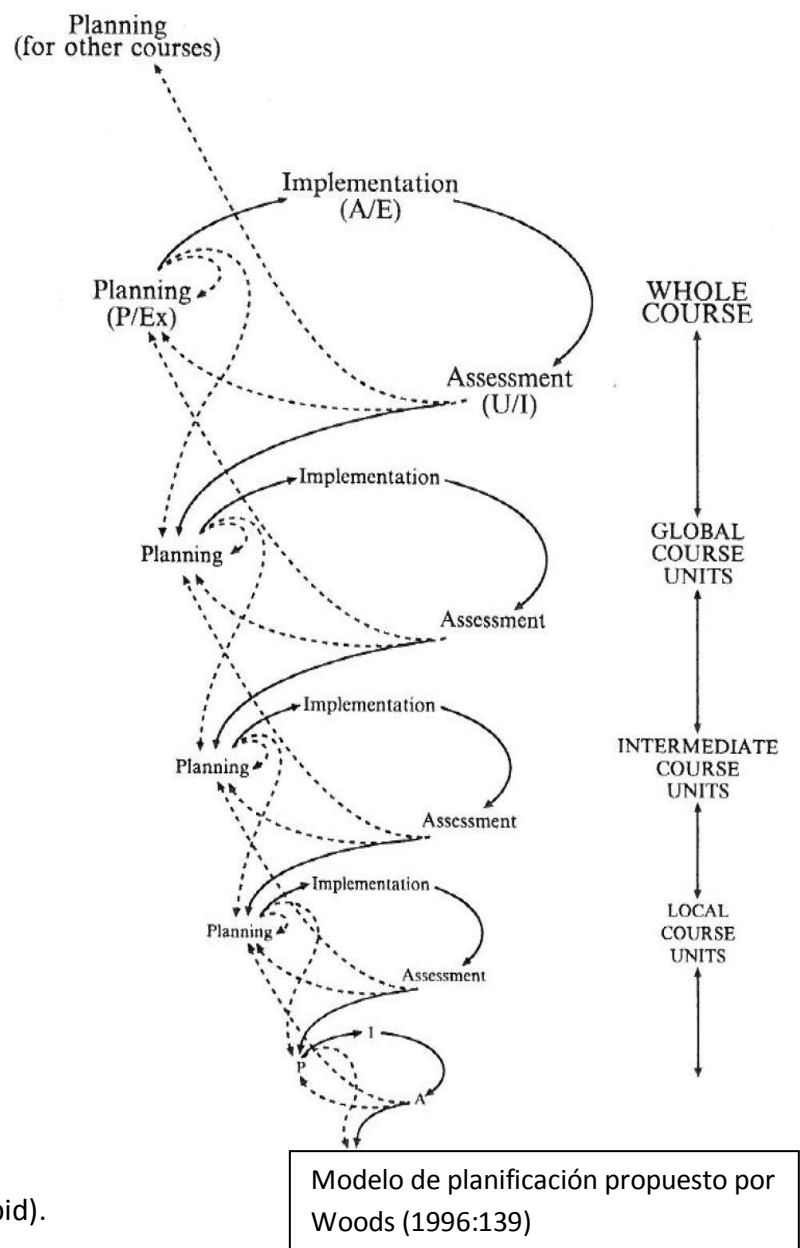 Planning
(for other courses)
Implementation
(A/E)
Planning
(P/Ex)
WHOLE
COURSE
Assessment
(U/I)
Implementation
Planning
GLOBAL
COURSE
UNITS
Assessment
Implementation
Planning
INTERMEDIATE
COURSE
UNITS
Assessment
Implementation
Planning
LOCAL
COURSE
UNITS
Assessment
I
P
A
Modelo de planificación propuesto por
Woods (1996:139)
id).